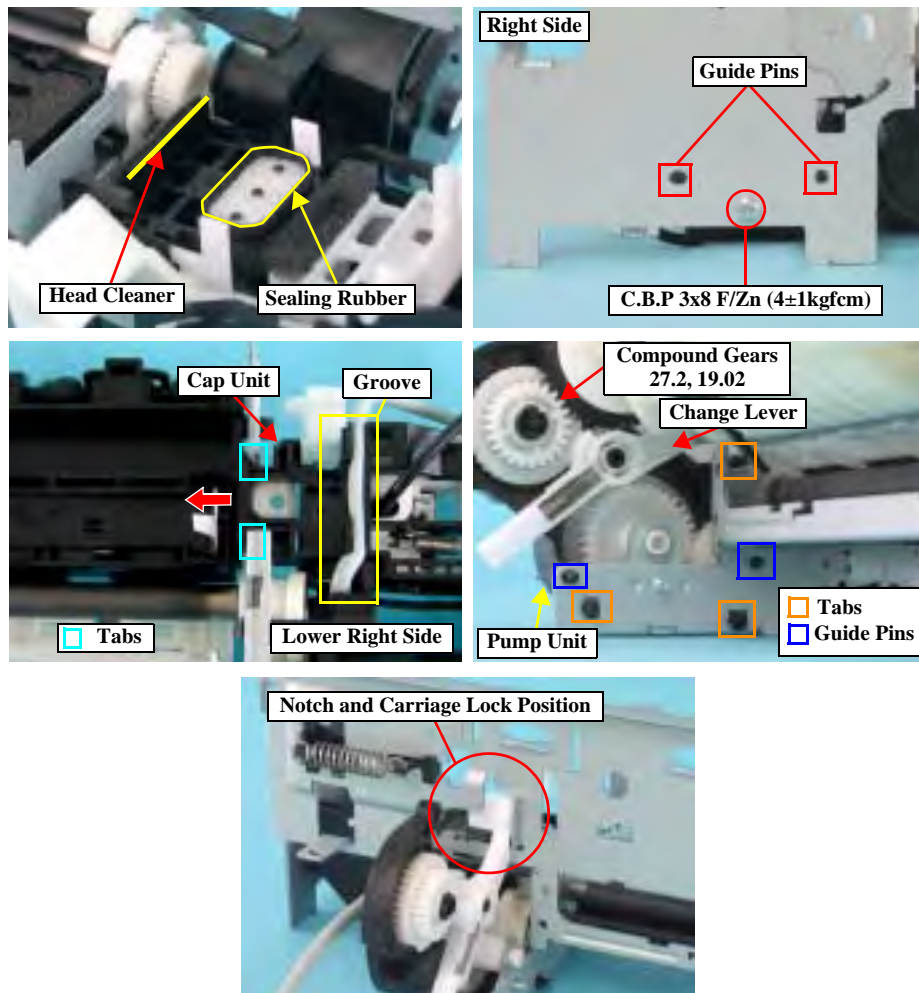 Head Cleaner
Sealing Rubber
Right Side
Guide Pins
C.B.P 3x8 F/Zn (4±1kgfcm)
Cap Unit
Groove
Tabs
Lower Right Side
Compound Gears
27.2, 19.02
Change Lever
Pump Unit
Tabs
Guide Pins
Notch and Carriage Lock Position